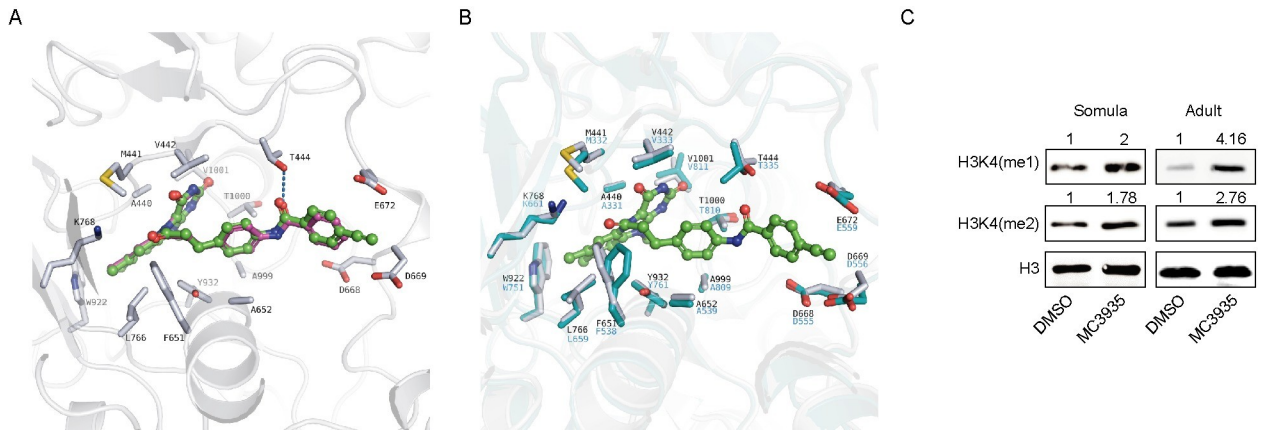 A
M441
V442
T444
V1001
A440
T1000
E672
K768
W922
Y932
A999
D669
D668
A652
L766
F651
B
M441
M332
V442
V333
V1001
V811
T444
T335
K768
K661
A440
A331
T1000
T810
E672
E559
W922
W751
Y932
Y761
A999
A809
D669
D556
A652
A539
D668
D555
L766
L659
F651
F538
C
Somula Adult
1 2 1 4.16
H3K4(me1)
1 1.78 1 2.76
H3K4(me2)
H3
DMSO
MC3935
DMSO
MC3935